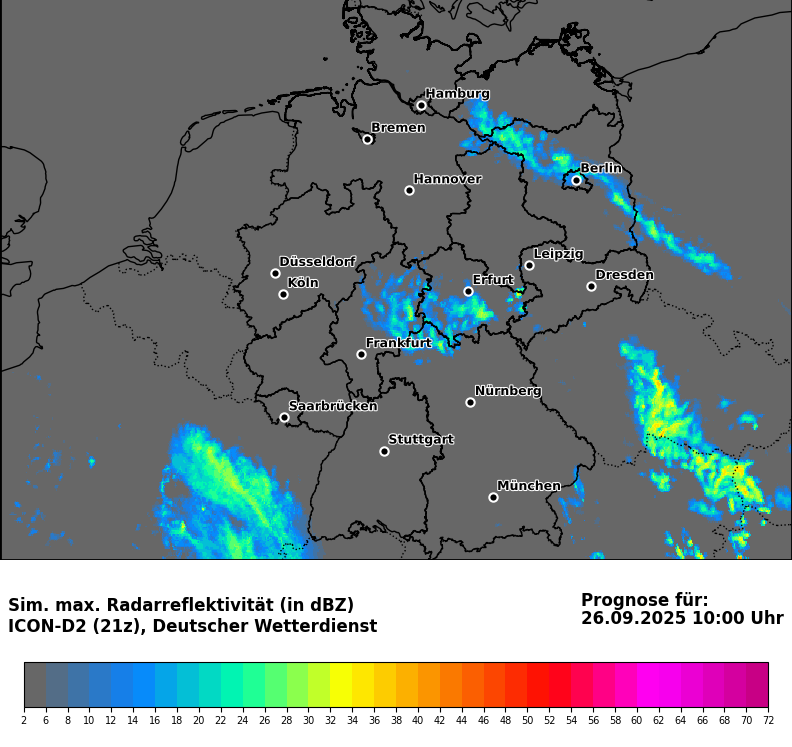 Hamburg
Bremen
Berlin
Hannover
Leipzig
Düsseldorf
Dresden
Erfurt
Köln
Frankfurt
Nürnberg
Saarbrücken
Stuttgart
München
Sim. max. Radarreflektivität (in dBZ)
ICON-D2 (21z), Deutscher Wetterdienst
Prognose für:
26.09.2025 10:00 Uhr
2 6 8 10 12 14 16 18 20 22 24 26 28 30 32 34 36 38 40 42 44 46 48 50 52 54 56 58 60 62 64 66 68 70 72